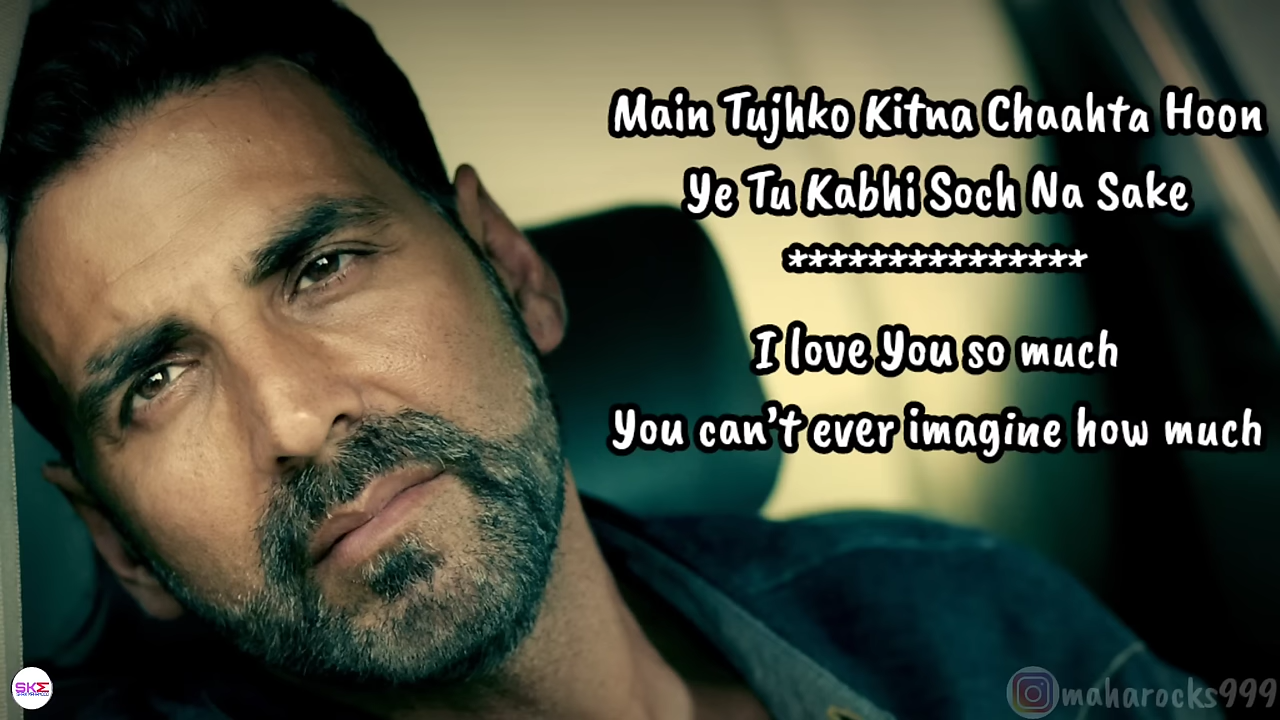 Main Tujhko Kitna Chaahta Hoon
Ye Tu Kabhi Soch Na Sake
***************
I love You so much
You can't ever imagine how much
SKE
maharocks999